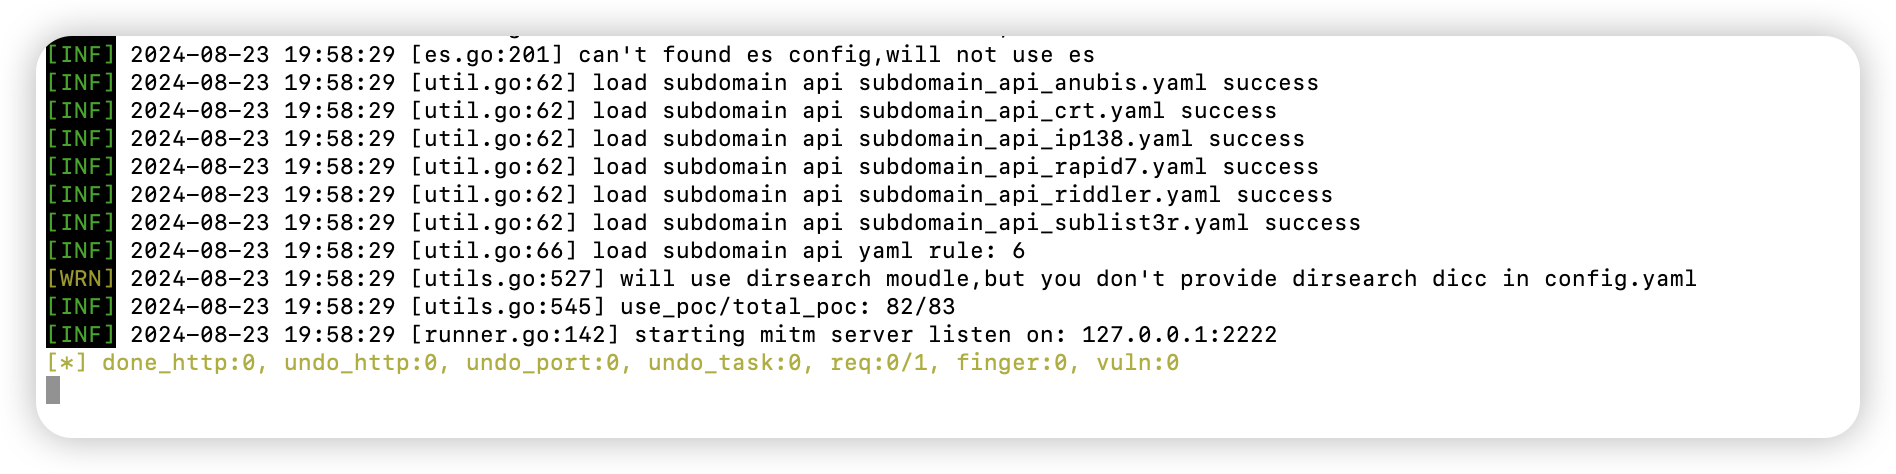 [INF] 2024-08-23 19:58:29 [es.go:201] can't found es config,will not use es
[INF] 2024-08-23 19:58:29 [util.go:62] load subdomain api subdomain_api_anubis.yaml success
[INF] 2024-08-23 19:58:29 [util.go:62] load subdomain api subdomain_api_crt.yaml success
[INF] 2024-08-23 19:58:29 [util.go:62] load subdomain api subdomain_api_ip138.yaml success
[INF] 2024-08-23 19:58:29 [util.go:62] load subdomain api subdomain_api_rapid7.yaml success
[INF] 2024-08-23 19:58:29 [util.go:62] load subdomain api subdomain_api_riddler.yaml success
[INF] 2024-08-23 19:58:29 [util.go:62] load subdomain api subdomain_api_sublist3r.yaml success
[INF] 2024-08-23 19:58:29 [util.go:66] load subdomain api yaml rule: 6
[WRN] 2024-08-23 19:58:29 [utils.go:527] will use dirsearch moudle,but you don't provide dirsearch dicc in config.yaml
[INF] 2024-08-23 19:58:29 [utils.go:545] use_poc/total_poc: 82/83
[INF] 2024-08-23 19:58:29 [runner.go:142] starting mitm server listen on: 127.0.0.1:2222
[*] done_http:0, undo_http:0, undo_port:0, undo_task:0, req:0/1, finger:0, vuln:0